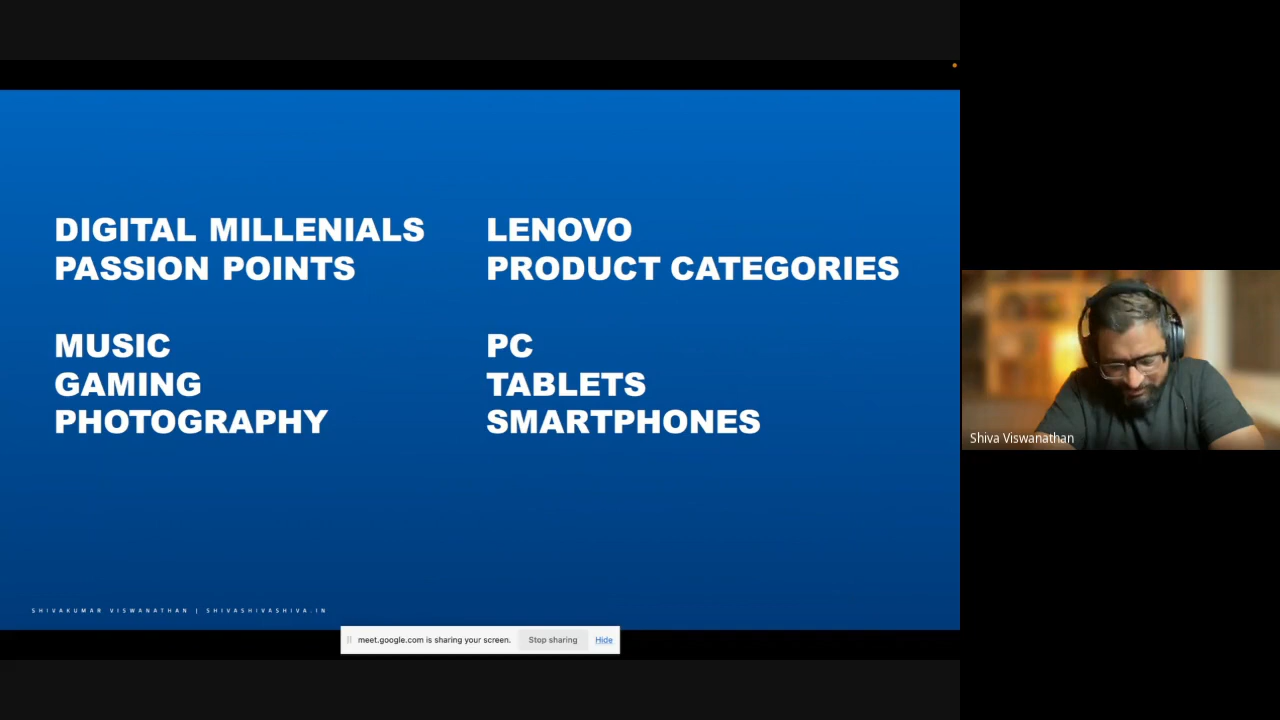 DIGITAL MILLENIALS
PASSION POINTS
MUSIC
GAMING
PHOTOGRAPHY
LENOVO
PRODUCT CATEGORIES
PC
TABLETS
SMARTPHONES
SHIVAKUMAR VISWANATHAN | SHIVASHIVASHIVA.IN
meet.google.com is sharing your screen. Stop sharing Hide
Shiva Viswanathan